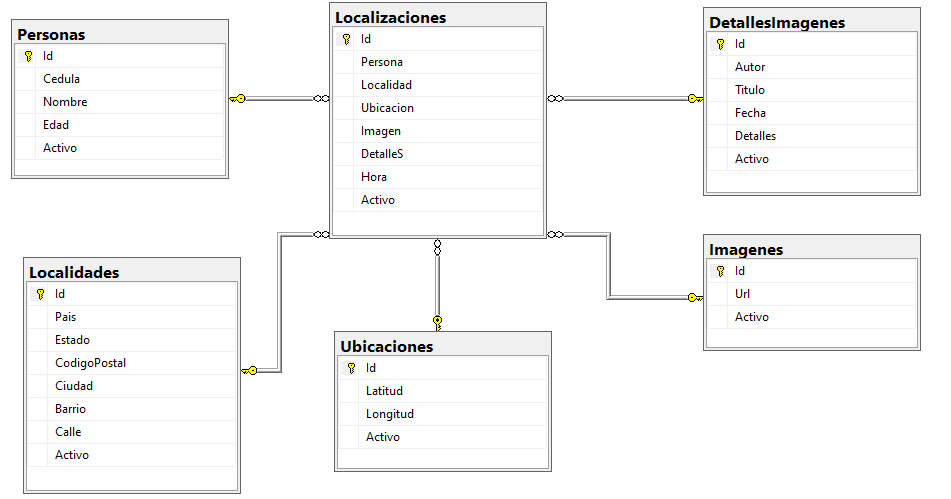 Personas
Id
Cedula
Nombre
Edad
Activo
Localizaciones
Id
Persona
Localidad
Ubicacion
Imagen
DetalleS
Hora
Activo
DetallesImagenes
Id
Autor
Titulo
Fecha
Detalles
Activo
Localidades
Id
Pais
Estado
CodigoPostal
Ciudad
Barrio
Calle
Activo
Ubicaciones
Id
Latitud
Longitud
Activo
Imagenes
Id
Url
Activo